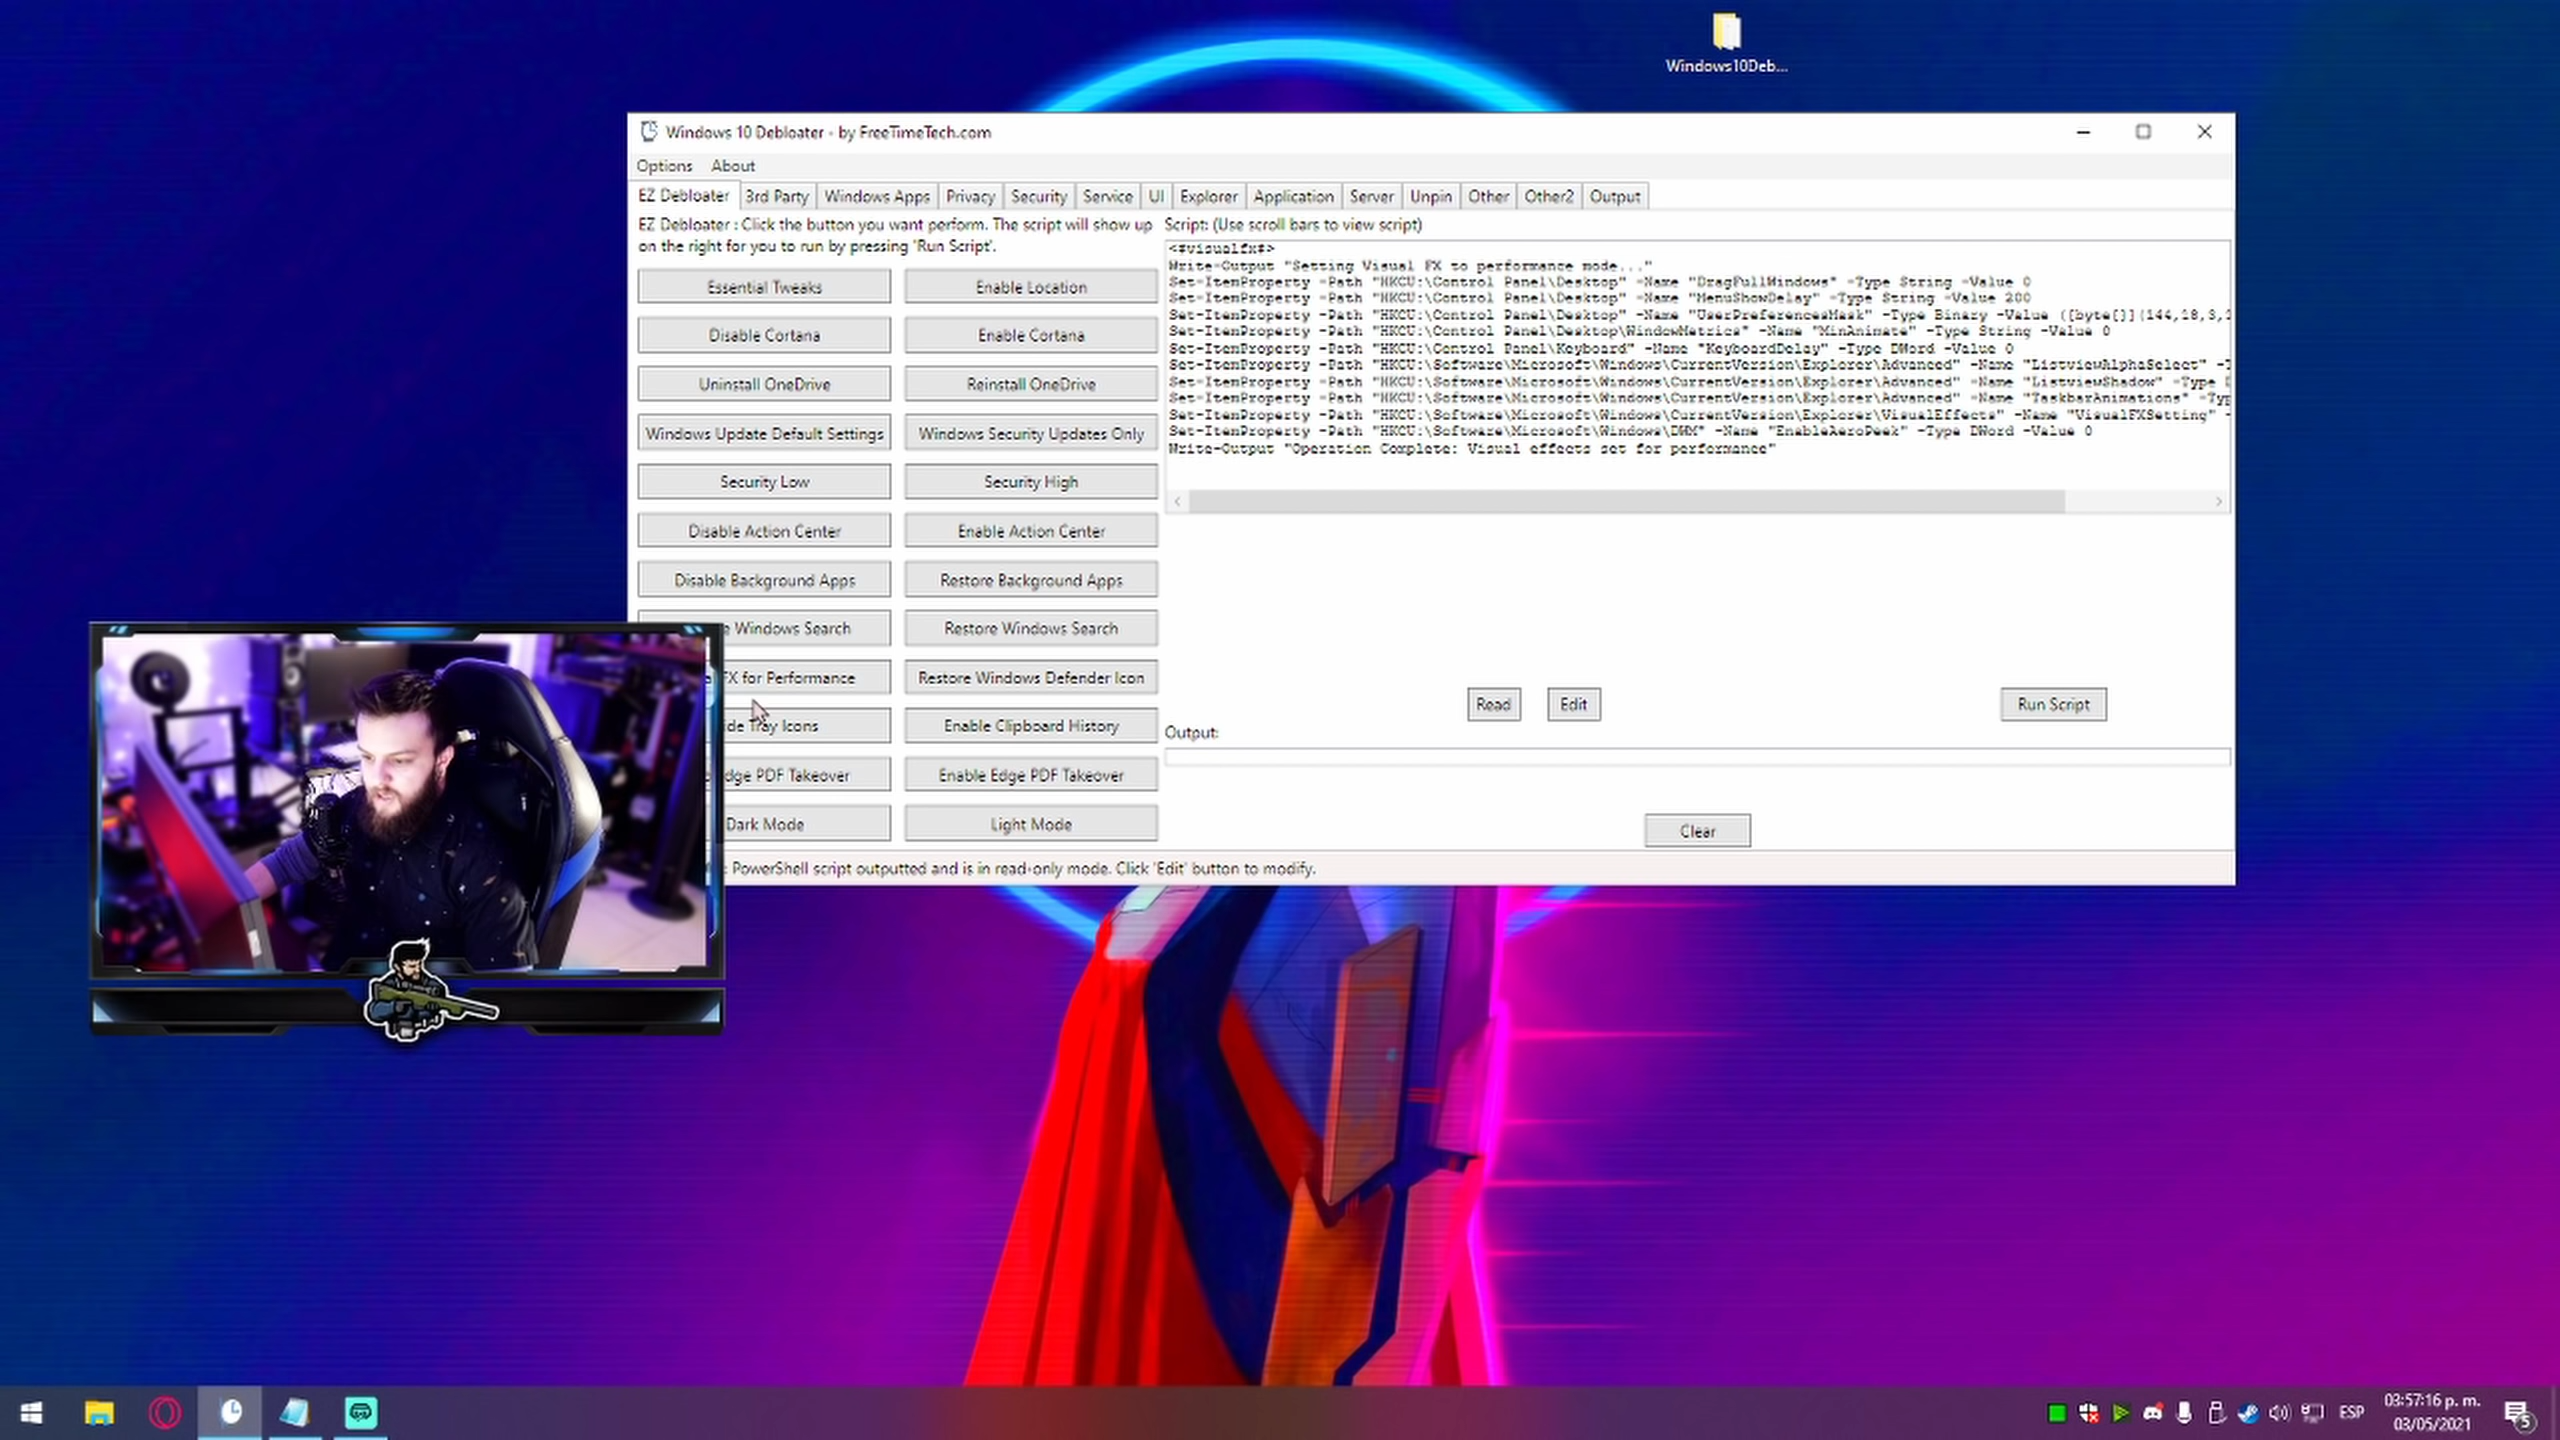 Windows10Deb...
Windows 10 Debloater - by FreeTimeTech.com
Options About
EZ Debloater 3rd Party Windows Apps Privacy Security Service UI Explorer Application Server Unpin Other Other2 Output
EZ Debloater : Click the button you want perform. The script will show up
on the right for you to run by pressing 'Run Script'.
Essential Tweaks Enable Location
Disable Cortana Enable Cortana
Uninstall OneDrive Reinstall OneDrive
Windows Update Default Settings Windows Security Updates Only
Security Low Security High
Disable Action Center Enable Action Center
Disable Background Apps Restore Background Apps
Windows Search Restore Windows Search
FX for Performance Restore Windows Defender Icon
Tray Icons Enable Clipboard History
PDF Takeover Enable Edge PDF Takeover
Dark Mode Light Mode
Script: (Use scroll bars to view script)
<#visualfx#>
Write-Output "Setting Visual FX to performance mode..."
Set-ItemProperty -Path "HKCU:\Control Panel\Desktop" -Name "DragFullWindows" -Type String -Value 0
Set-ItemProperty -Path "HKCU:\Control Panel\Desktop" -Name "MenuShowDelay" -Type String -Value 200
Set-ItemProperty -Path "HKCU:\Control Panel\Desktop" -Name "UserPreferencesMask" -Type Binary -Value ([byte[]](144,18,3,
Set-ItemProperty -Path "HKCU:\Control Panel\Desktop\WindowMetrics" -Name "MinAnimate" -Type String -Value 0
Set-ItemProperty -Path "HKCU:\Control Panel\Keyboard" -Name "KeyboardDelay" -Type DWord -Value 0
Set-ItemProperty -Path "HKCU:\Software\Microsoft\Windows\CurrentVersion\Explorer\Advanced" -Name "ListviewAlphaSelect" -
Set-ItemProperty -Path "HKCU:\Software\Microsoft\Windows\CurrentVersion\Explorer\Advanced" -Name "ListviewShadow" -Type
Set-ItemProperty -Path "HKCU:\Software\Microsoft\Windows\CurrentVersion\Explorer\Advanced" -Name "TaskbarAnimations" -Typ
Set-ItemProperty -Path "HKCU:\Software\Microsoft\Windows\CurrentVersion\Explorer\VisualEffects" -Name "VisualFXSetting" -
Set-ItemProperty -Path "HKCU:\Software\Microsoft\Windows\DWM" -Name "EnableAeroPeek" -Type DWord -Value 0
Write-Output "Operation Complete: Visual effects set for performance"
Read Edit Run Script
Output:
Clear
: PowerShell script outputted and is in read-only mode. Click 'Edit' button to modify.
ESP
03:57:16 p. m.
03/05/2021
5